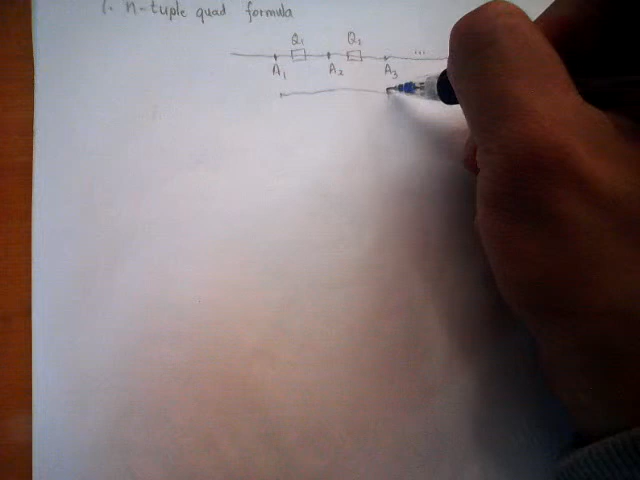 1. n-tuple quad formula
Q₁ Q₂
A₁ A₂ A₃ ...